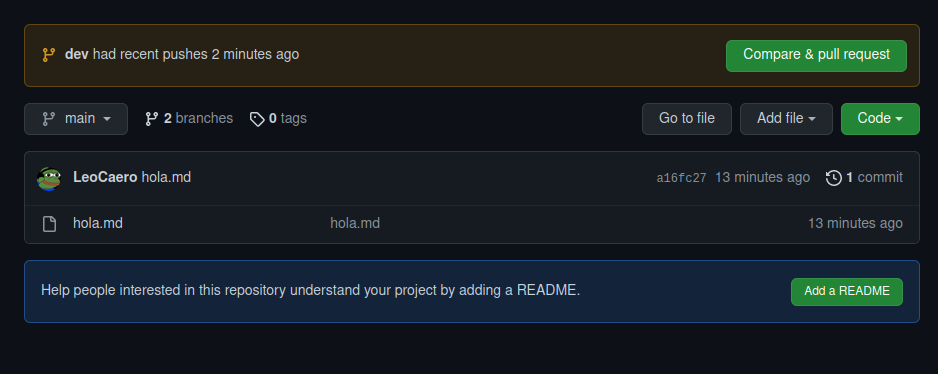 dev had recent pushes 2 minutes ago
Compare & pull request
main
2 branches
0 tags
Go to file
Add file
Code
LeoCaero hola.md
a16fc27 13 minutes ago
1 commit
hola.md
hola.md
13 minutes ago
Help people interested in this repository understand your project by adding a README.
Add a README